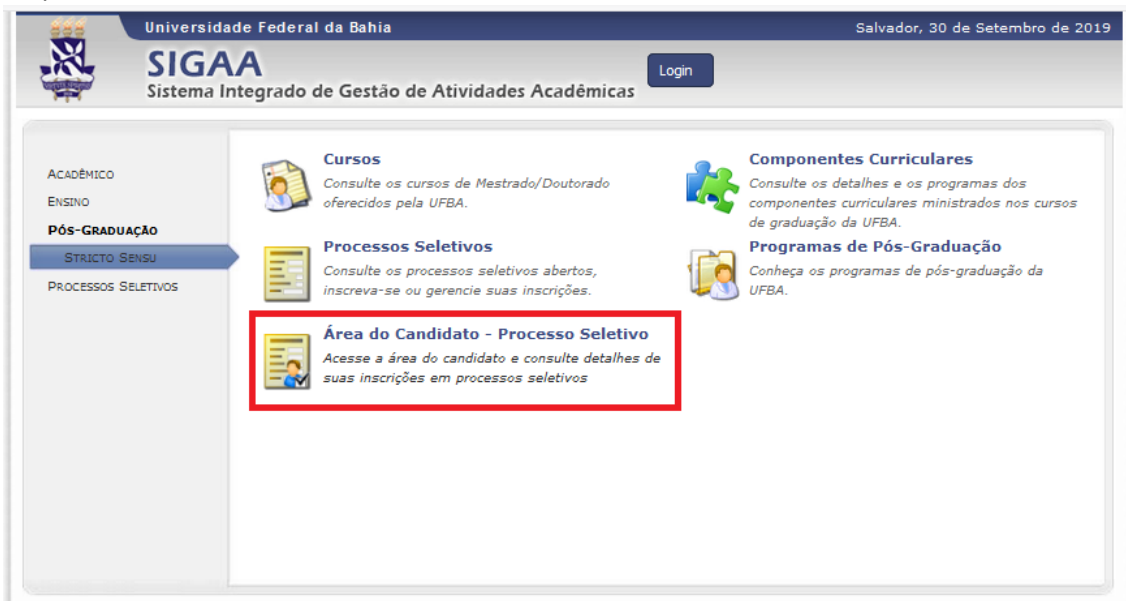 Universidade Federal da Bahia
Salvador, 30 de Setembro de 2019
SIGAA
Login
Sistema Integrado de Gestão de Atividades Acadêmicas
ACADÊMICO
ENSINO
PÓS-GRADUAÇÃO
STRICTO SENSU
PROCESSOS SELETIVOS
Cursos
Consulte os cursos de Mestrado/Doutorado
oferecidos pela UFBA.
Componentes Curriculares
Consulte os detalhes e os programas dos
componentes curriculares ministrados nos cursos
de graduação da UFBA.
Processos Seletivos
Consulte os processos seletivos abertos,
inscreva-se ou gerencie suas inscrições.
Programas de Pós-Graduação
Conheça os programas de pós-graduação da
UFBA.
Área do Candidato - Processo Seletivo
Acesse a área do candidato e consulte detalhes de
suas inscrições em processos seletivos